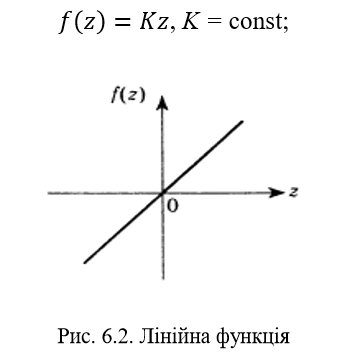 f(z) = Kz, K = const;
f(z)
z
0
Рис. 6.2. Лінійна функція